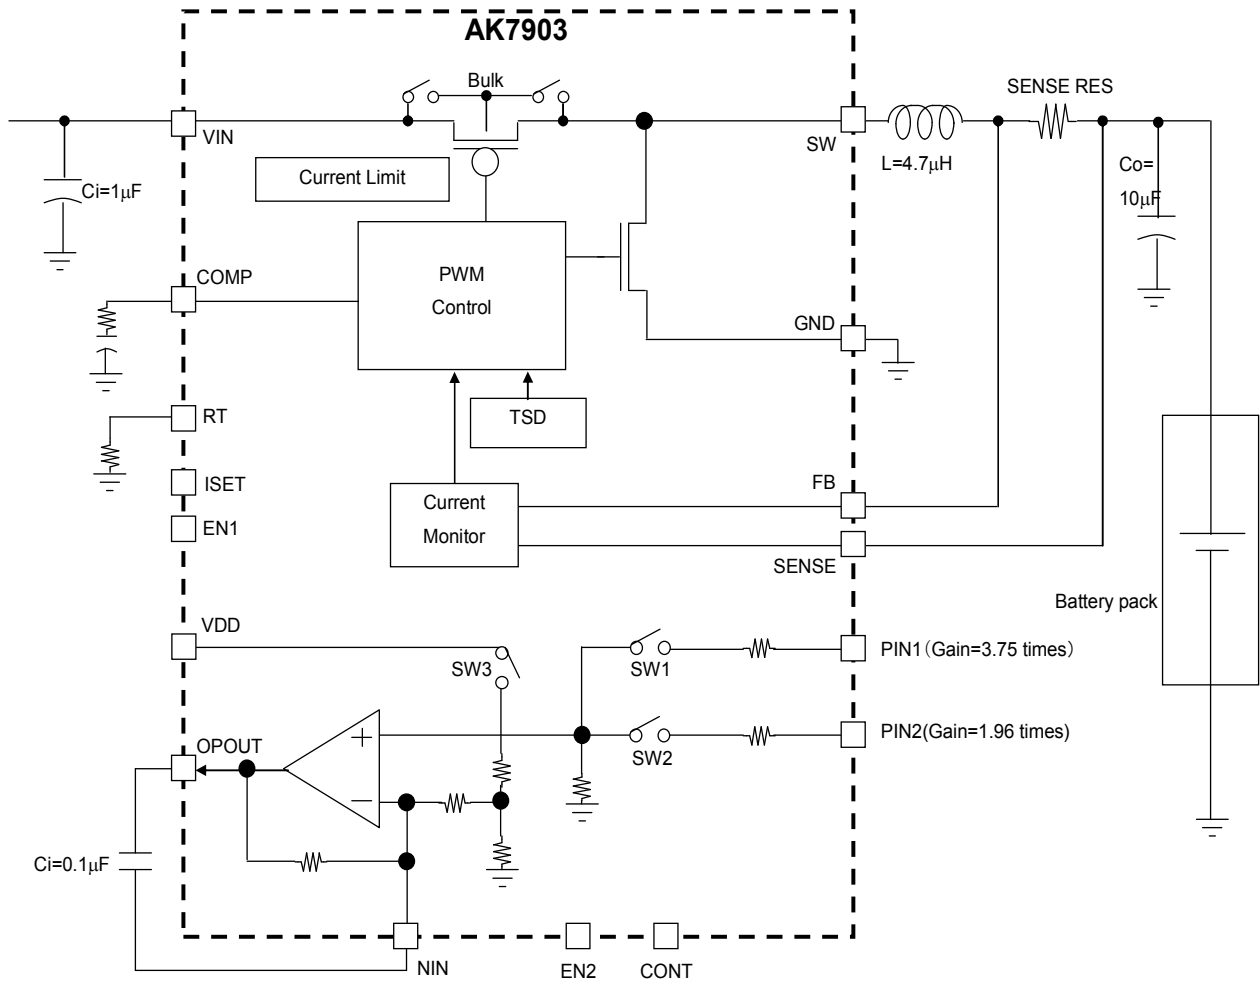 AK7903
Bulk
SENSE RES
VIN
SW
Current Limit
L=4.7μH
Co=
10μF
Ci=1μF
COMP
PWM
Control
GND
RT
TSD
ISET
FB
Current
Monitor
EN1
SENSE
Battery pack
VDD
SW3
SW1
PIN1（Gain=3.75 times）
OPOUT
+
SW2
PIN2(Gain=1.96 times)
−
Ci=0.1μF
NIN
EN2
CONT